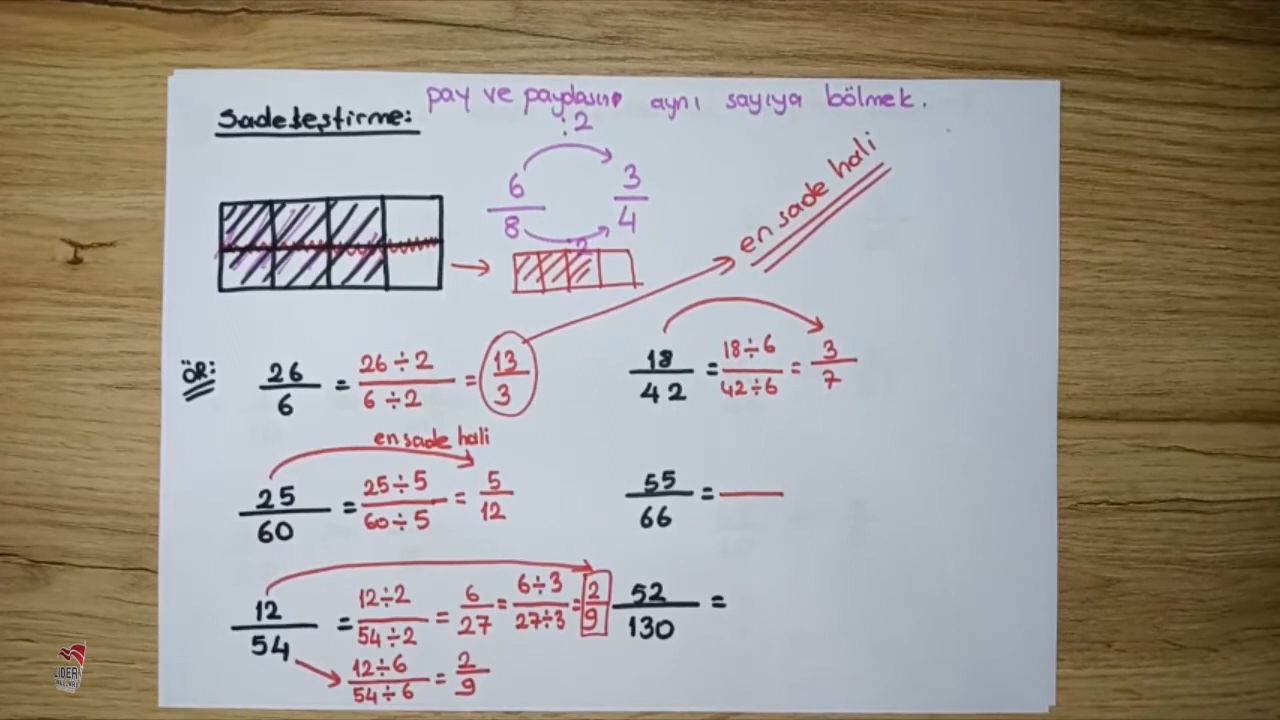 pay ve paydasını aynı sayıya bölmek.
Sadeleştirme:
:2
6/8 3/4
2
en sade hali
ÖR: 26/6 = 26÷2/6÷2 = 13/3
18/42 = 18÷6/42÷6 = 3/7
en sade hali
25/60 = 25÷5/60÷5 = 5/12
55/66 =
12/54 = 12÷2/54÷2 = 6/27 = 6÷3/27÷3 = 2/9
12÷6/54÷6 = 2/9
52/130 =
LİDER